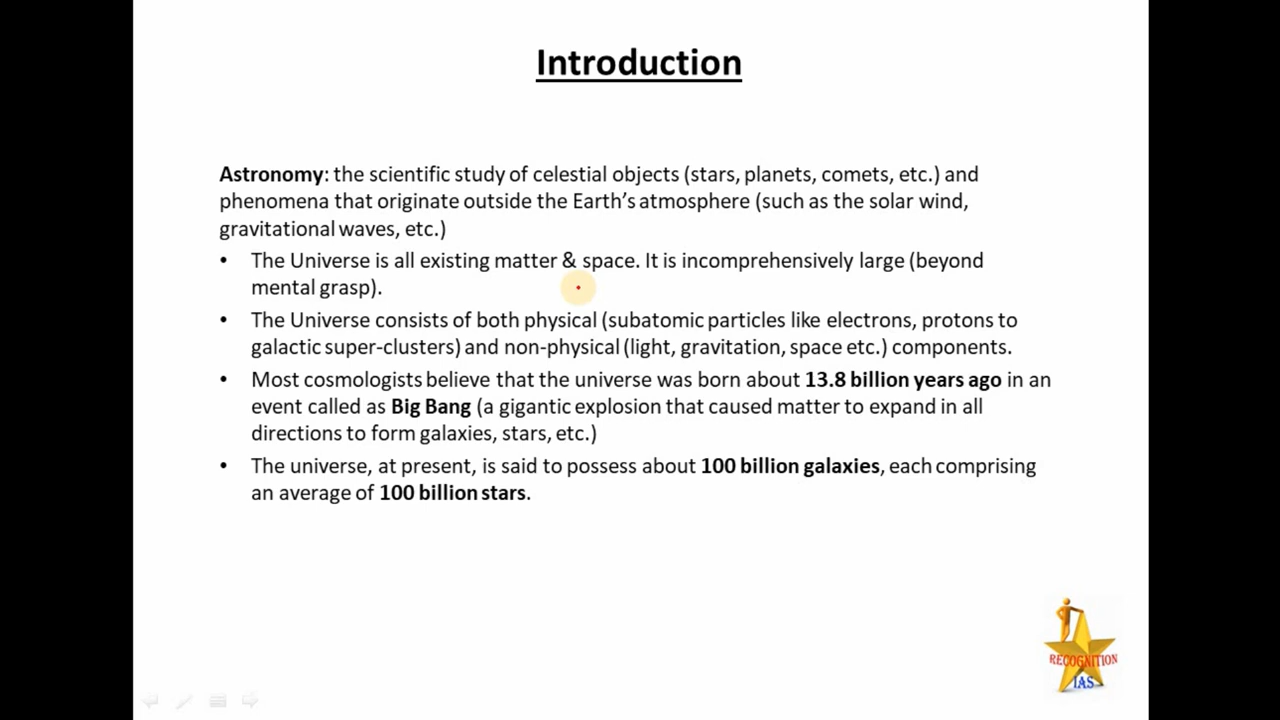 Introduction
Astronomy: the scientific study of celestial objects (stars, planets, comets, etc.) and
phenomena that originate outside the Earth’s atmosphere (such as the solar wind,
gravitational waves, etc.)
• The Universe is all existing matter & space. It is incomprehensively large (beyond
mental grasp).
• The Universe consists of both physical (subatomic particles like electrons, protons to
galactic super-clusters) and non-physical (light, gravitation, space etc.) components.
• Most cosmologists believe that the universe was born about 13.8 billion years ago in an
event called as Big Bang (a gigantic explosion that caused matter to expand in all
directions to form galaxies, stars, etc.)
• The universe, at present, is said to possess about 100 billion galaxies, each comprising
an average of 100 billion stars.
RECOGNITION
IAS